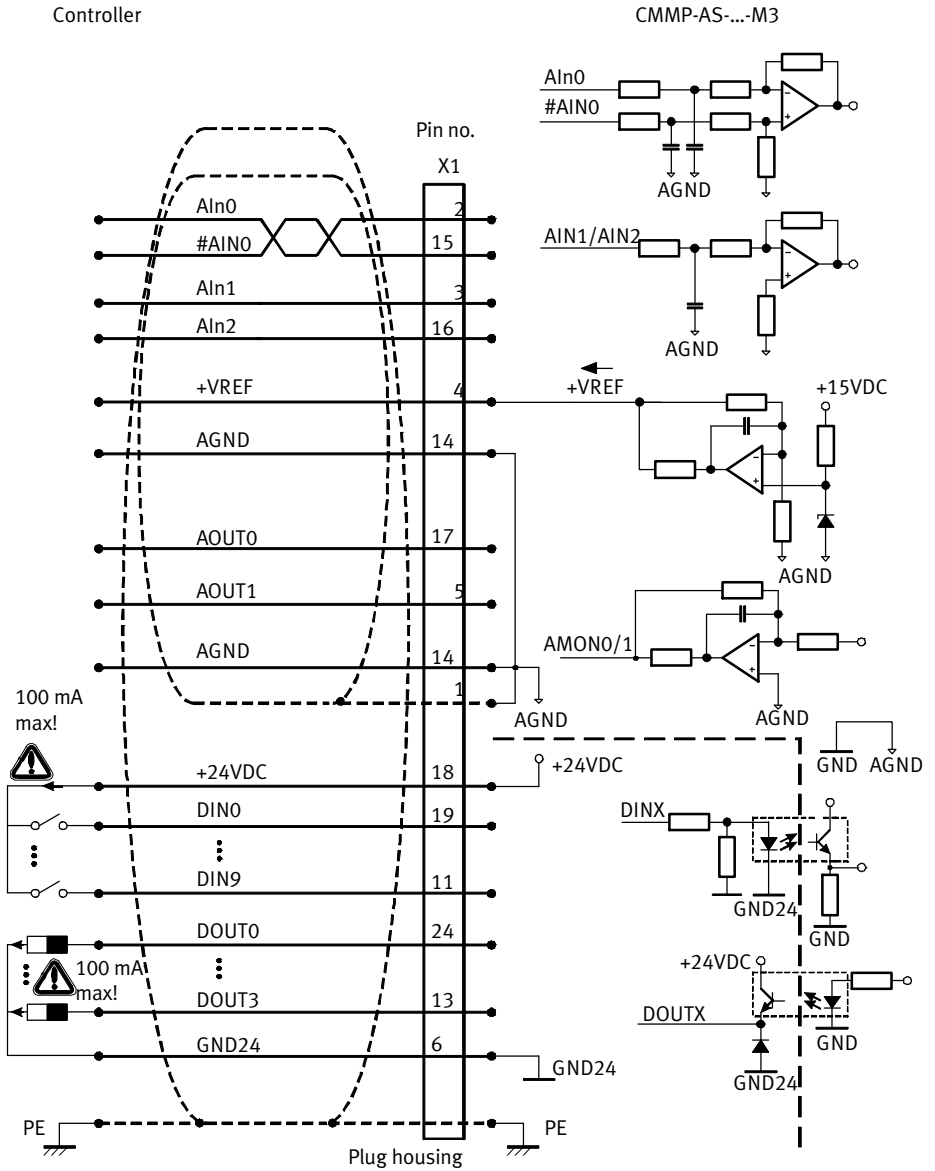 Controller
CMMP-AS-...-M3
Pin no.
X1
AIn0
2
#AIN0
15
AIn1
3
AIn2
16
+VREF
4
AGND
14
AOUT0
17
AOUT1
5
AGND
14
1
AGND
100 mA
max!
+24VDC
18
+24VDC
DIN0
19
DIN9
11
DOUT0
24
100 mA
max!
DOUT3
13
GND24
6
GND24
PE
PE
Plug housing
AIn0
#AIN0
AGND
AIN1/AIN2
AGND
+VREF
+15VDC
AGND
AMON0/1
AGND
GND
AGND
DINX
GND24
GND
+24VDC
DOUTX
GND
GND24